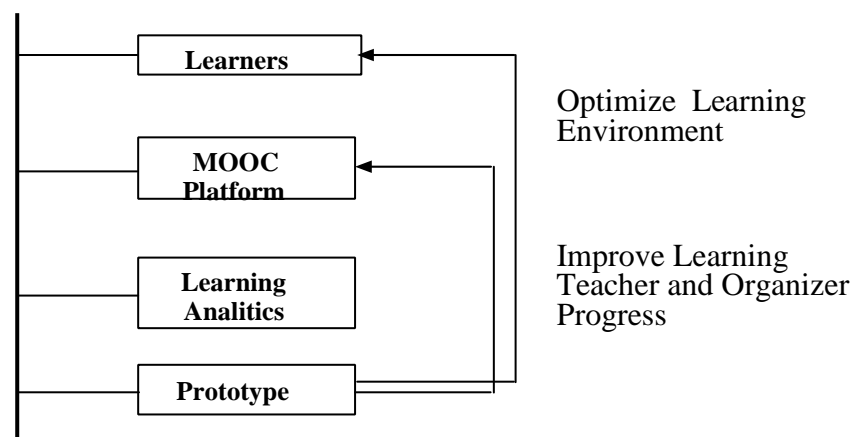 Learners
Optimize Learning
Environment
MOOC
Platform
Learning
Analitics
Improve Learning
Teacher and Organizer
Progress
Prototype